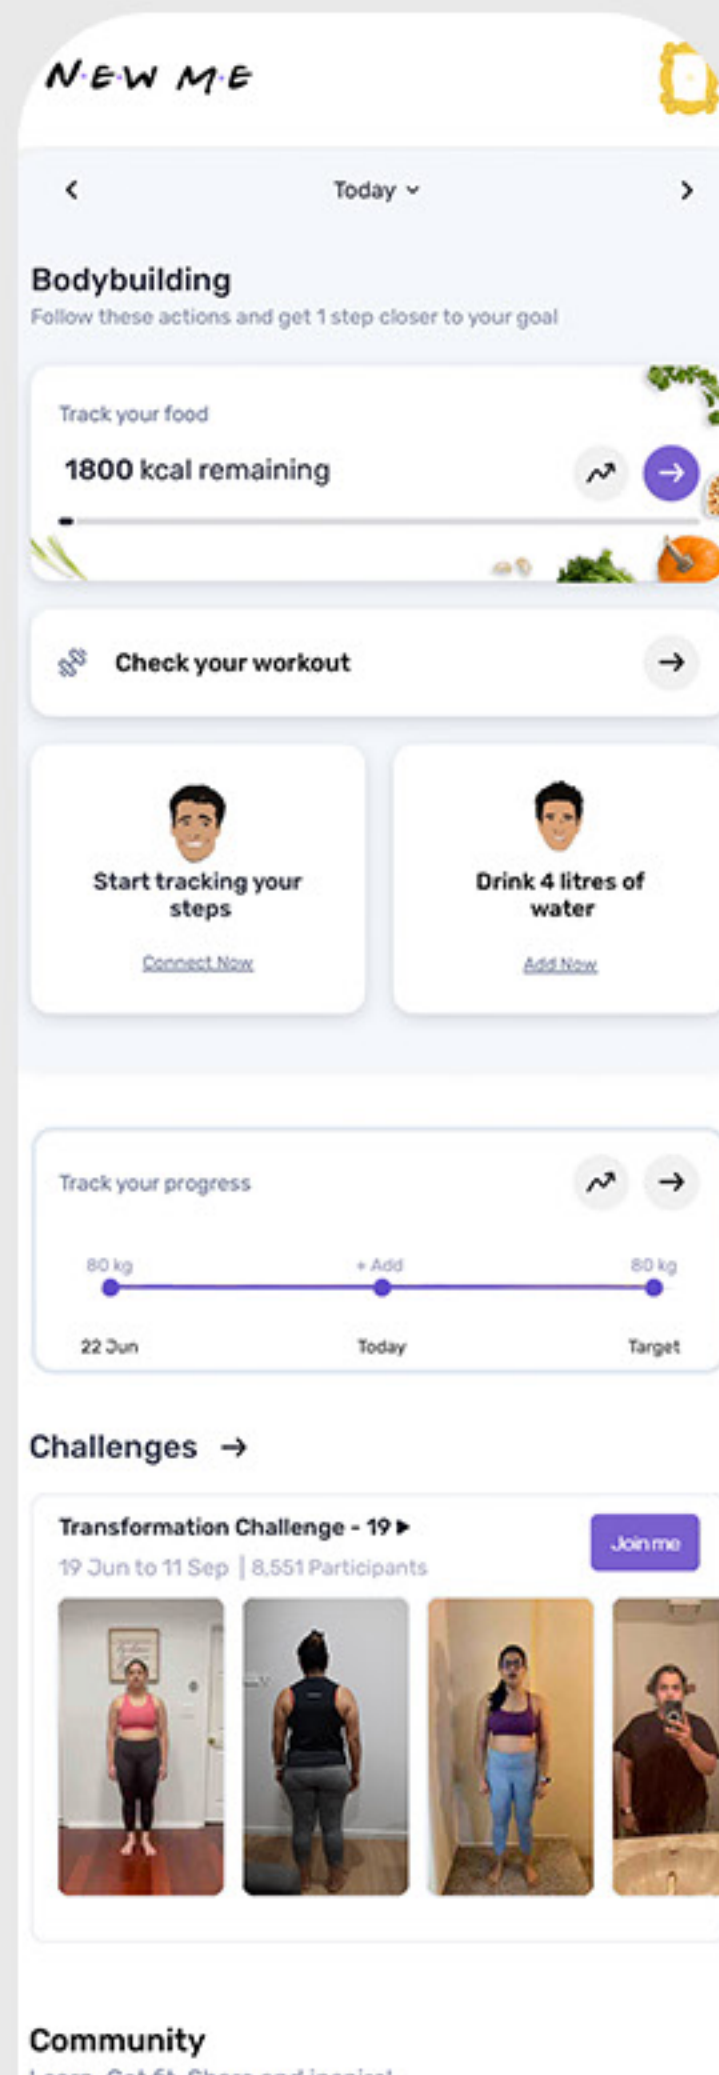 N·E·W M·E
Today
Bodybuilding
Follow these actions and get 1 step closer to your goal
Track your food
1800 kcal remaining
Check your workout
Start tracking your
steps
Connect Now
Drink 4 litres of
water
Add Now
Track your progress
80 kg
+ Add
80 kg
22 Jun
Today
Target
Challenges
Transformation Challenge - 19
Join me
19 Jun to 11 Sep | 8,551 Participants
Community